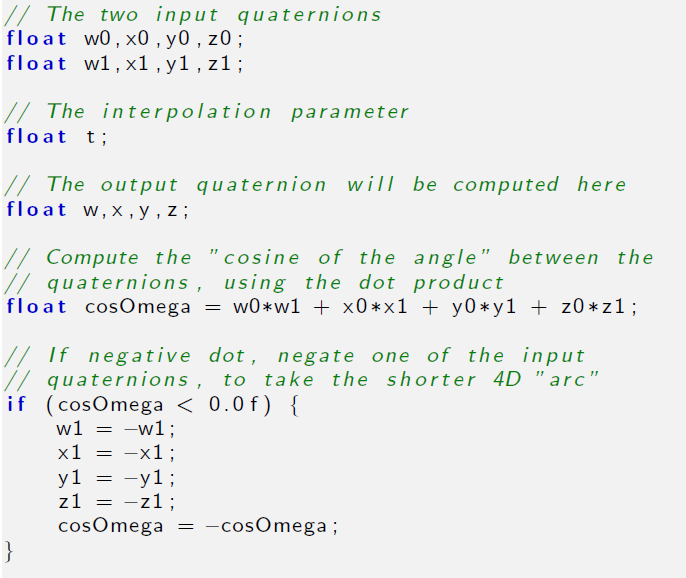 // The two input quaternions
float w0,x0,y0,z0;
float w1,x1,y1,z1;
// The interpolation parameter
float t;
// The output quaternion will be computed here
float w,x,y,z;
// Compute the "cosine of the angle" between the
// quaternions, using the dot product
float cosOmega = w0*w1 + x0*x1 + y0*y1 + z0*z1;
// If negative dot, negate one of the input
// quaternions, to take the shorter 4D "arc"
if (cosOmega < 0.0f) {
    w1 = −w1;
    x1 = −x1;
    y1 = −y1;
    z1 = −z1;
    cosOmega = −cosOmega;
}